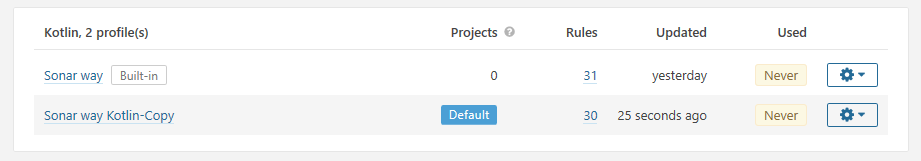 Kotlin, 2 profile(s) Projects ? Rules Updated Used
Sonar way Built-in 0 31 yesterday Never
Sonar way Kotlin-Copy Default 30 25 seconds ago Never